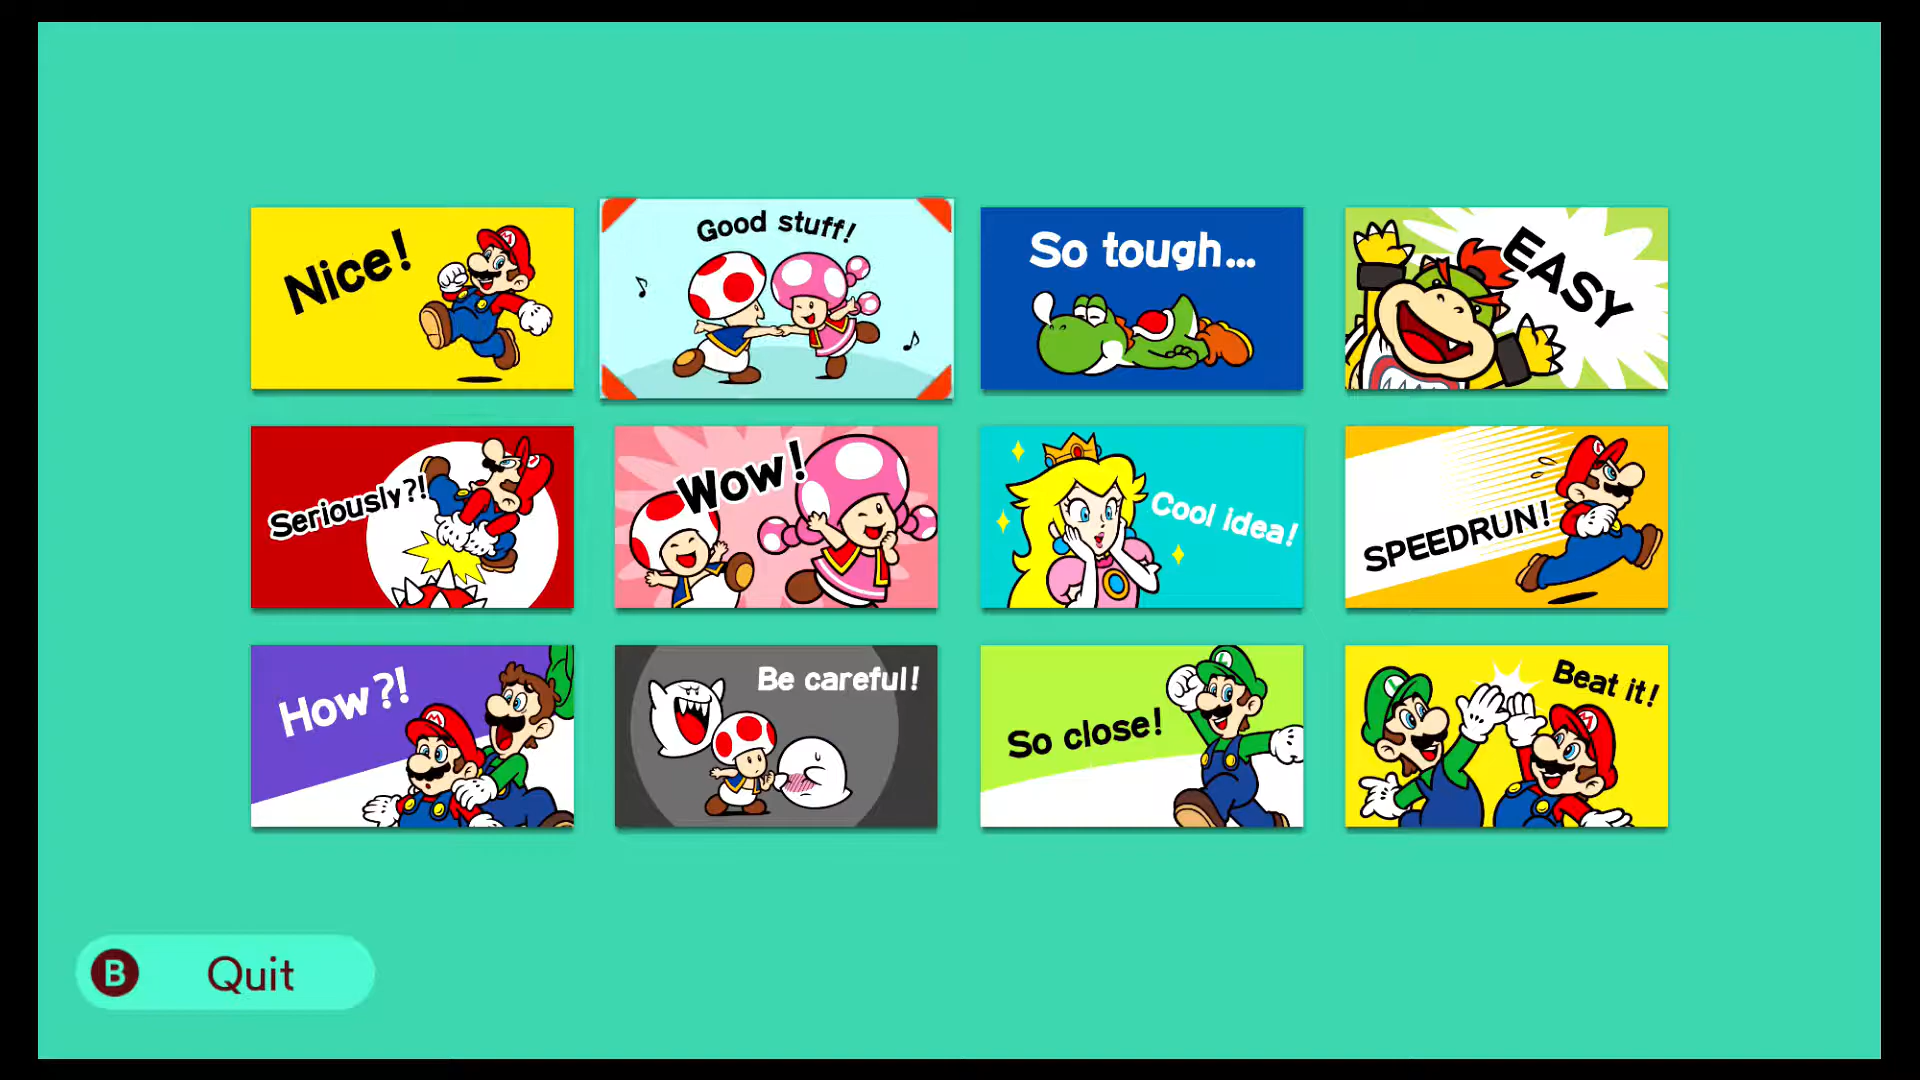 Nice!
Good stuff!
So tough...
EASY
Seriously?!
Wow!
Cool idea!
SPEEDRUN!
How?!
Be careful!
So close!
Beat it!
B Quit